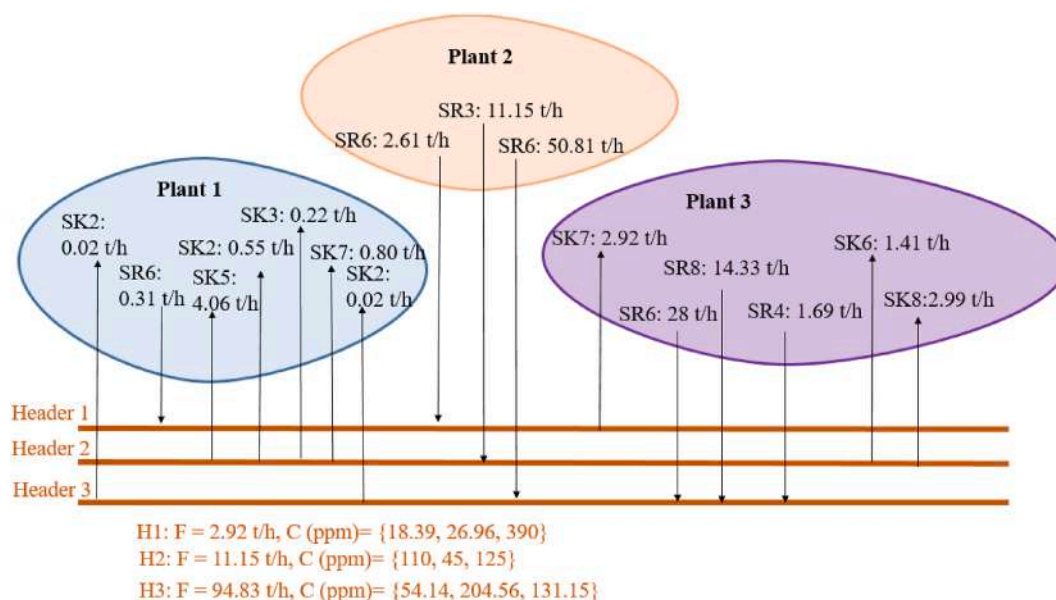 Plant 2
SR3: 11.15 t/h
SR6: 2.61 t/h
SR6: 50.81 t/h
Plant 1
SK2:
0.02 t/h
SR6:
0.31 t/h
SK2: 0.55 t/h
SK5:
4.06 t/h
SK3: 0.22 t/h
SK7: 0.80 t/h
SK2:
0.02 t/h
Plant 3
SK7: 2.92 t/h
SR8: 14.33 t/h
SR6: 28 t/h
SR4: 1.69 t/h
SK6: 1.41 t/h
SK8:2.99 t/h
Header 1
Header 2
Header 3
H1: F = 2.92 t/h, C (ppm)= {18.39, 26.96, 390}
H2: F = 11.15 t/h, C (ppm)= {110, 45, 125}
H3: F = 94.83 t/h, C (ppm)= {54.14, 204.56, 131.15}